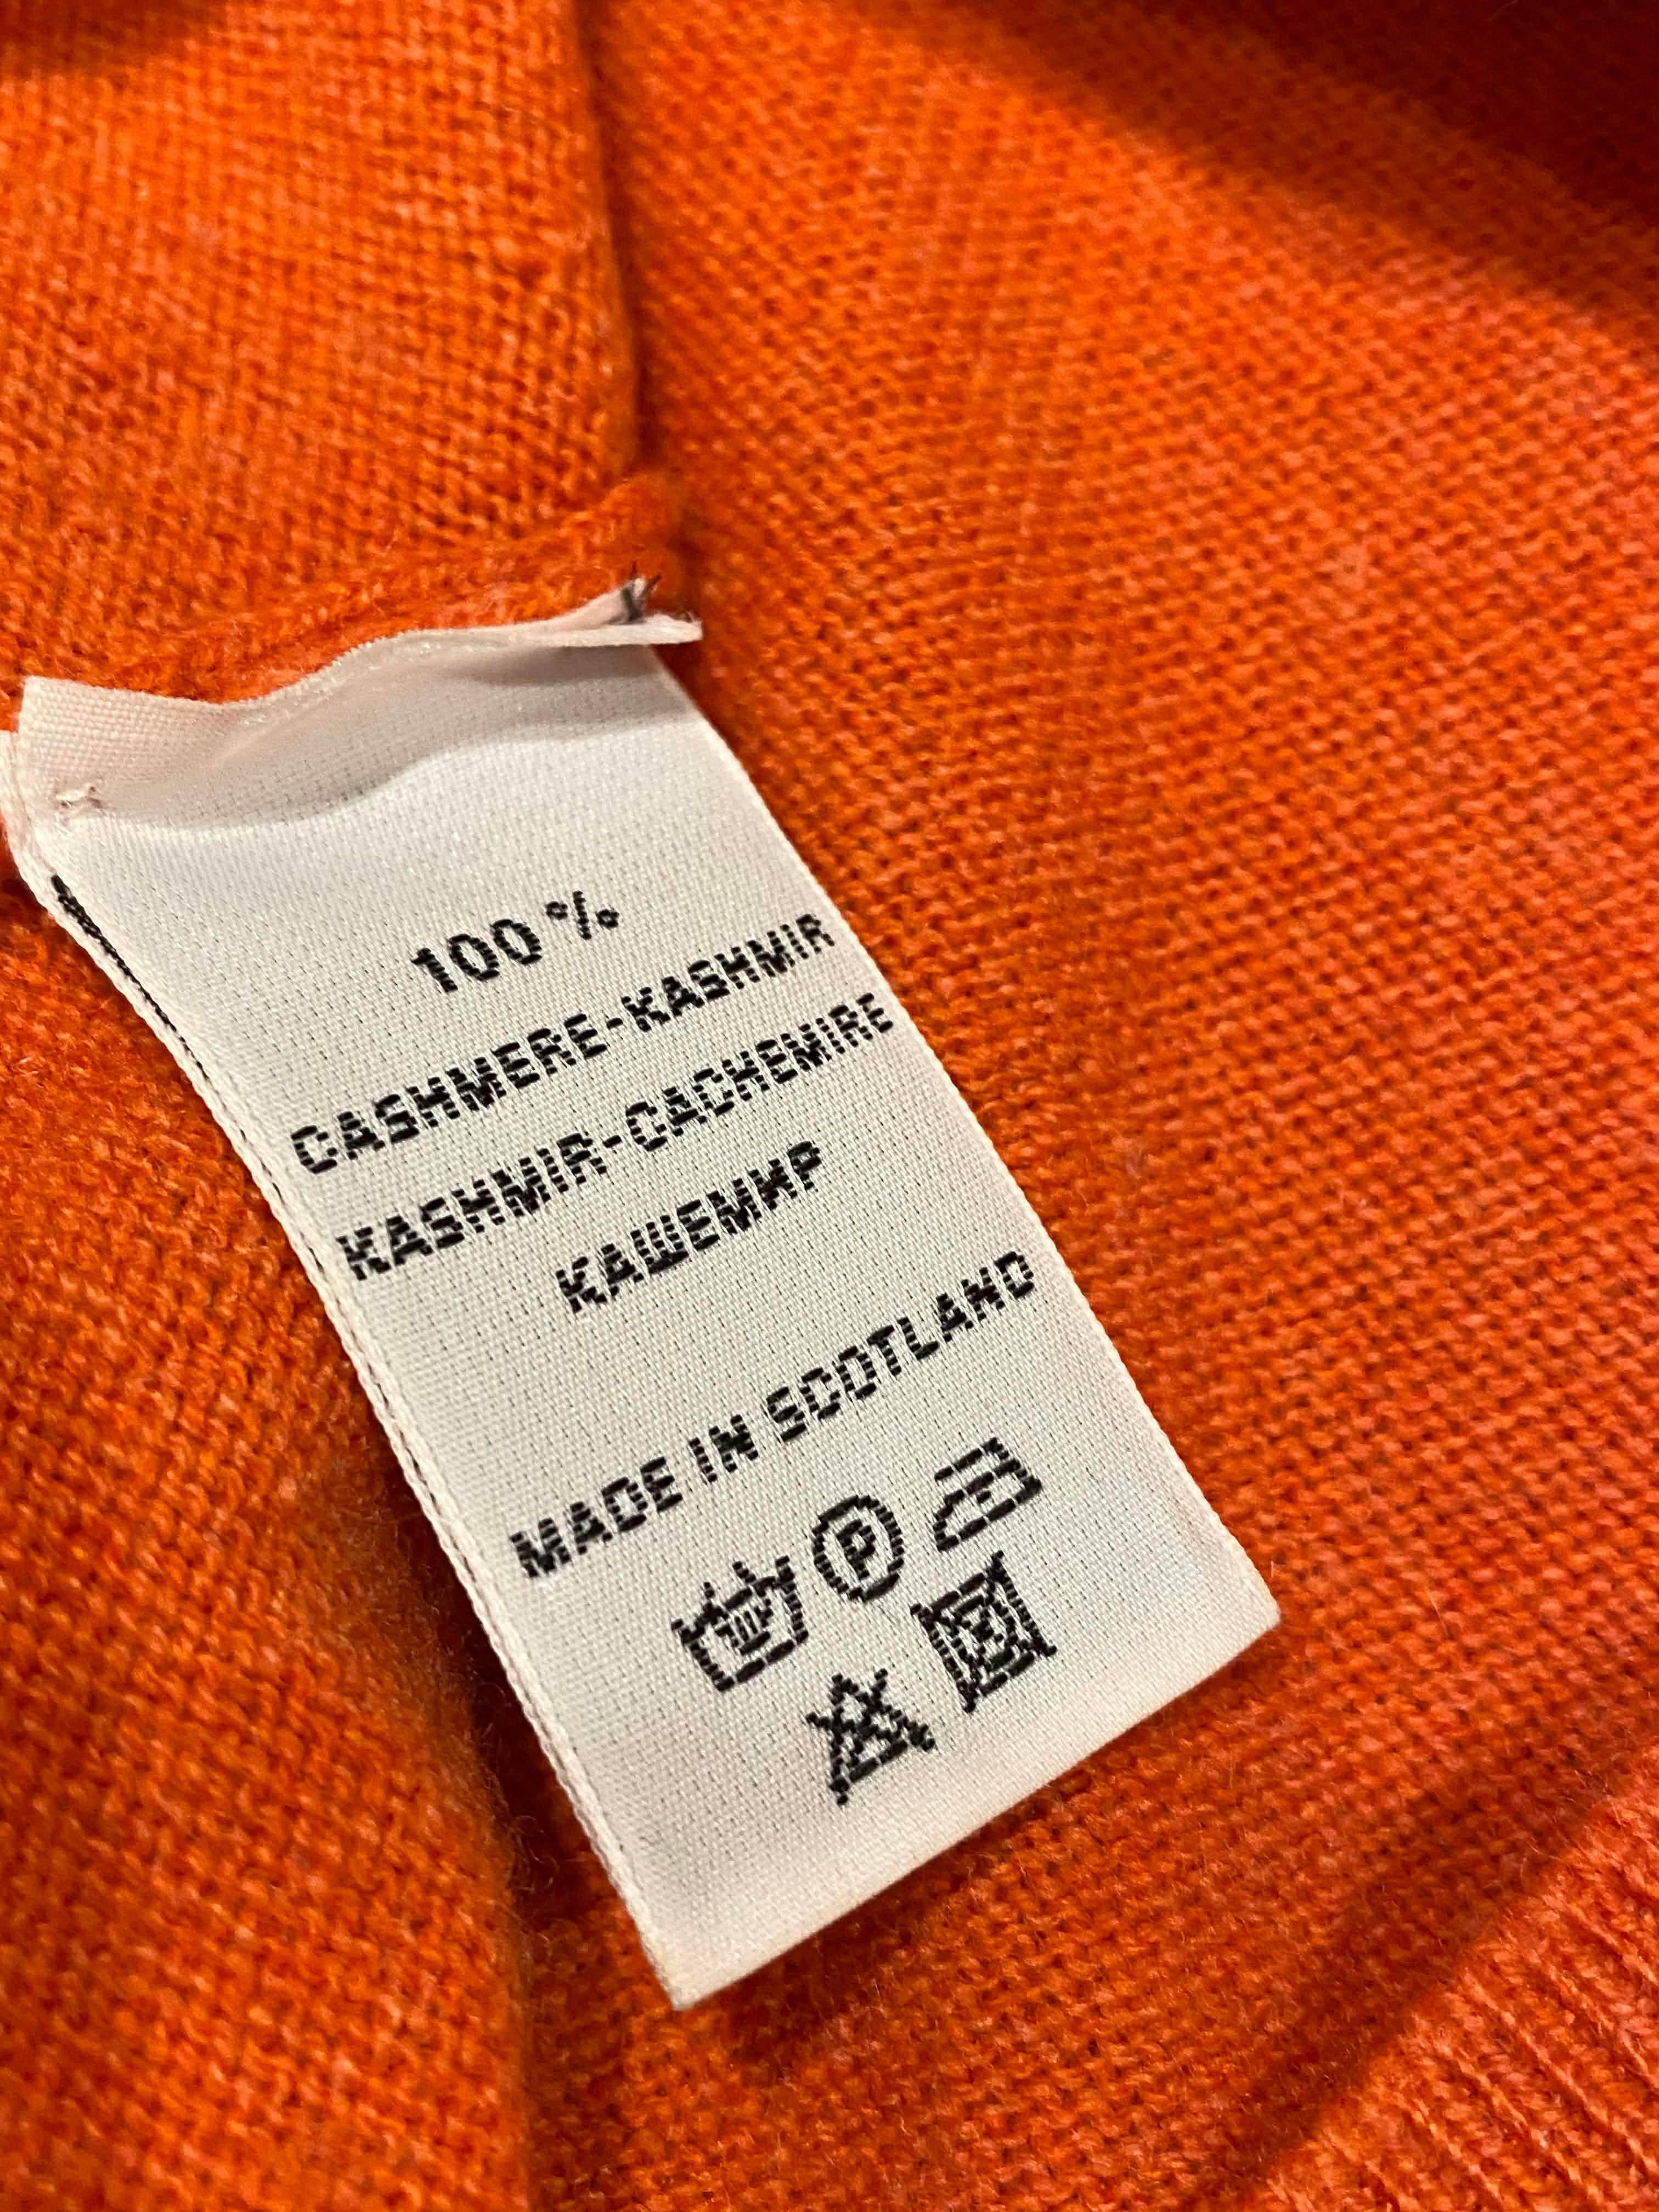 100 %
CASHMERE-KASHMIR
KASHMIR-CACHEMIRE
КАШЕМИР
MADE IN SCOTLAND
P